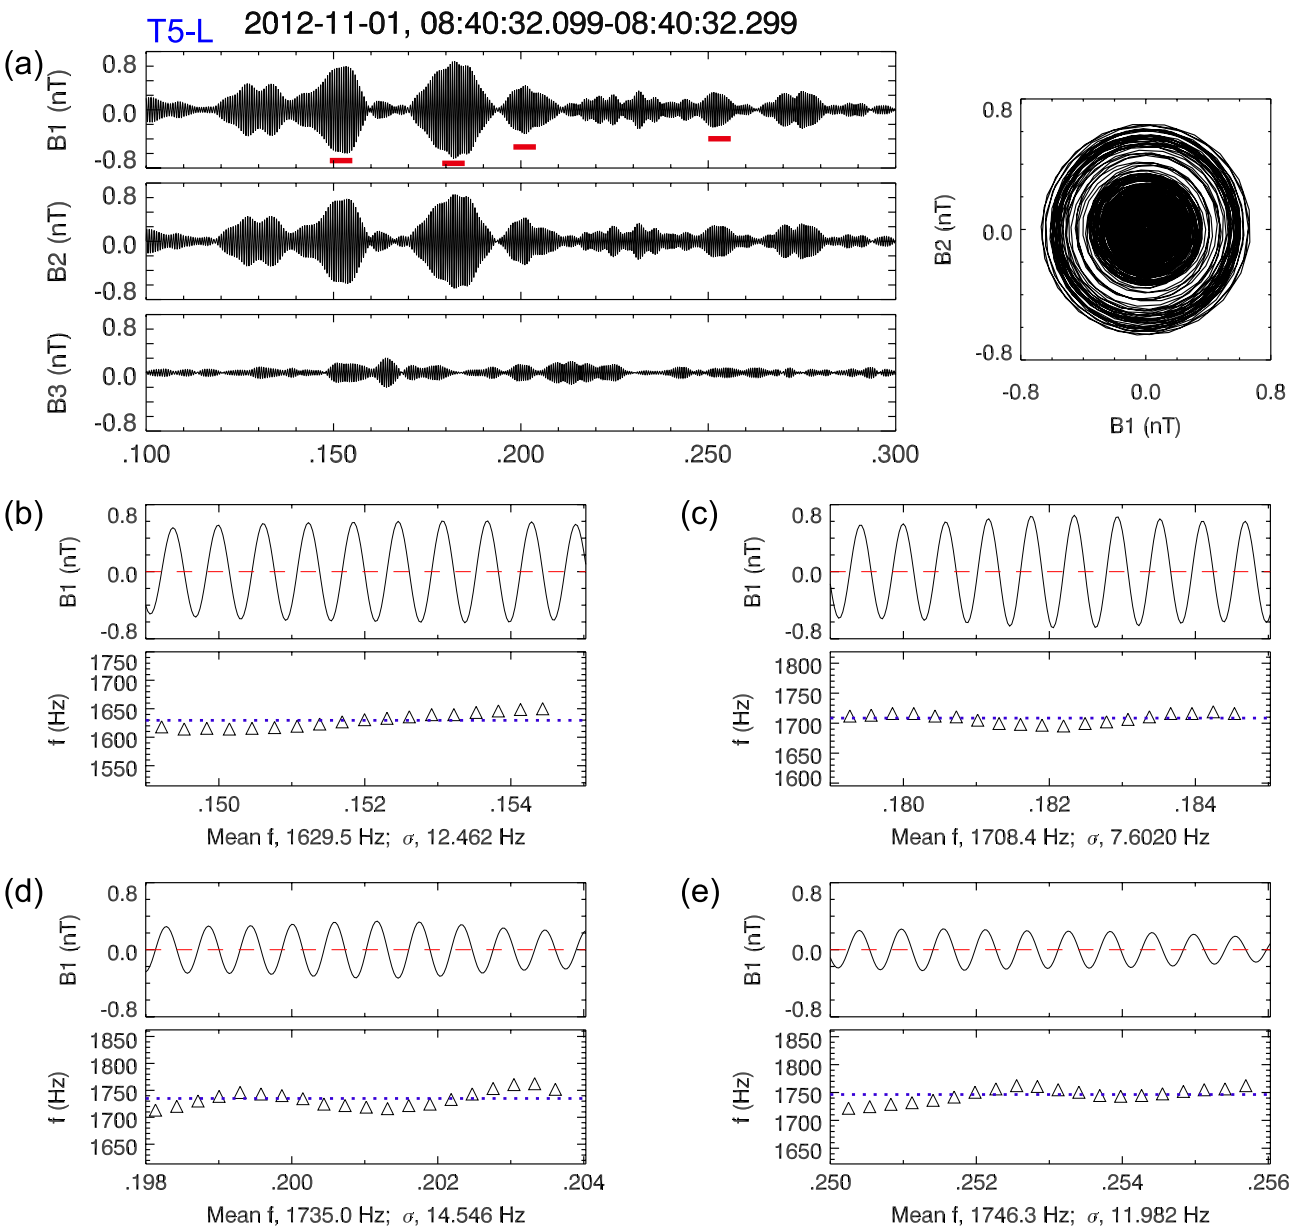 T5-L 2012-11-01, 08:40:32.099-08:40:32.299
(a)
B1 (nT)
0.8
0.0
-0.8
B2 (nT)
0.8
0.0
-0.8
B3 (nT)
0.8
0.0
-0.8
.100 .150 .200 .250 .300
B2 (nT)
0.8
0.0
-0.8
-0.8 0.0 0.8
B1 (nT)
(b)
B1 (nT)
0.8
0.0
-0.8
f (Hz)
1750
1700
1650
1600
1550
.150 .152 .154
Mean f, 1629.5 Hz; σ, 12.462 Hz
(c)
B1 (nT)
0.8
0.0
-0.8
f (Hz)
1800
1750
1700
1650
1600
.180 .182 .184
Mean f, 1708.4 Hz; σ, 7.6020 Hz
(d)
B1 (nT)
0.8
0.0
-0.8
f (Hz)
1850
1800
1750
1700
1650
.198 .200 .202 .204
Mean f, 1735.0 Hz; σ, 14.546 Hz
(e)
B1 (nT)
0.8
0.0
-0.8
f (Hz)
1850
1800
1750
1700
1650
.250 .252 .254 .256
Mean f, 1746.3 Hz; σ, 11.982 Hz